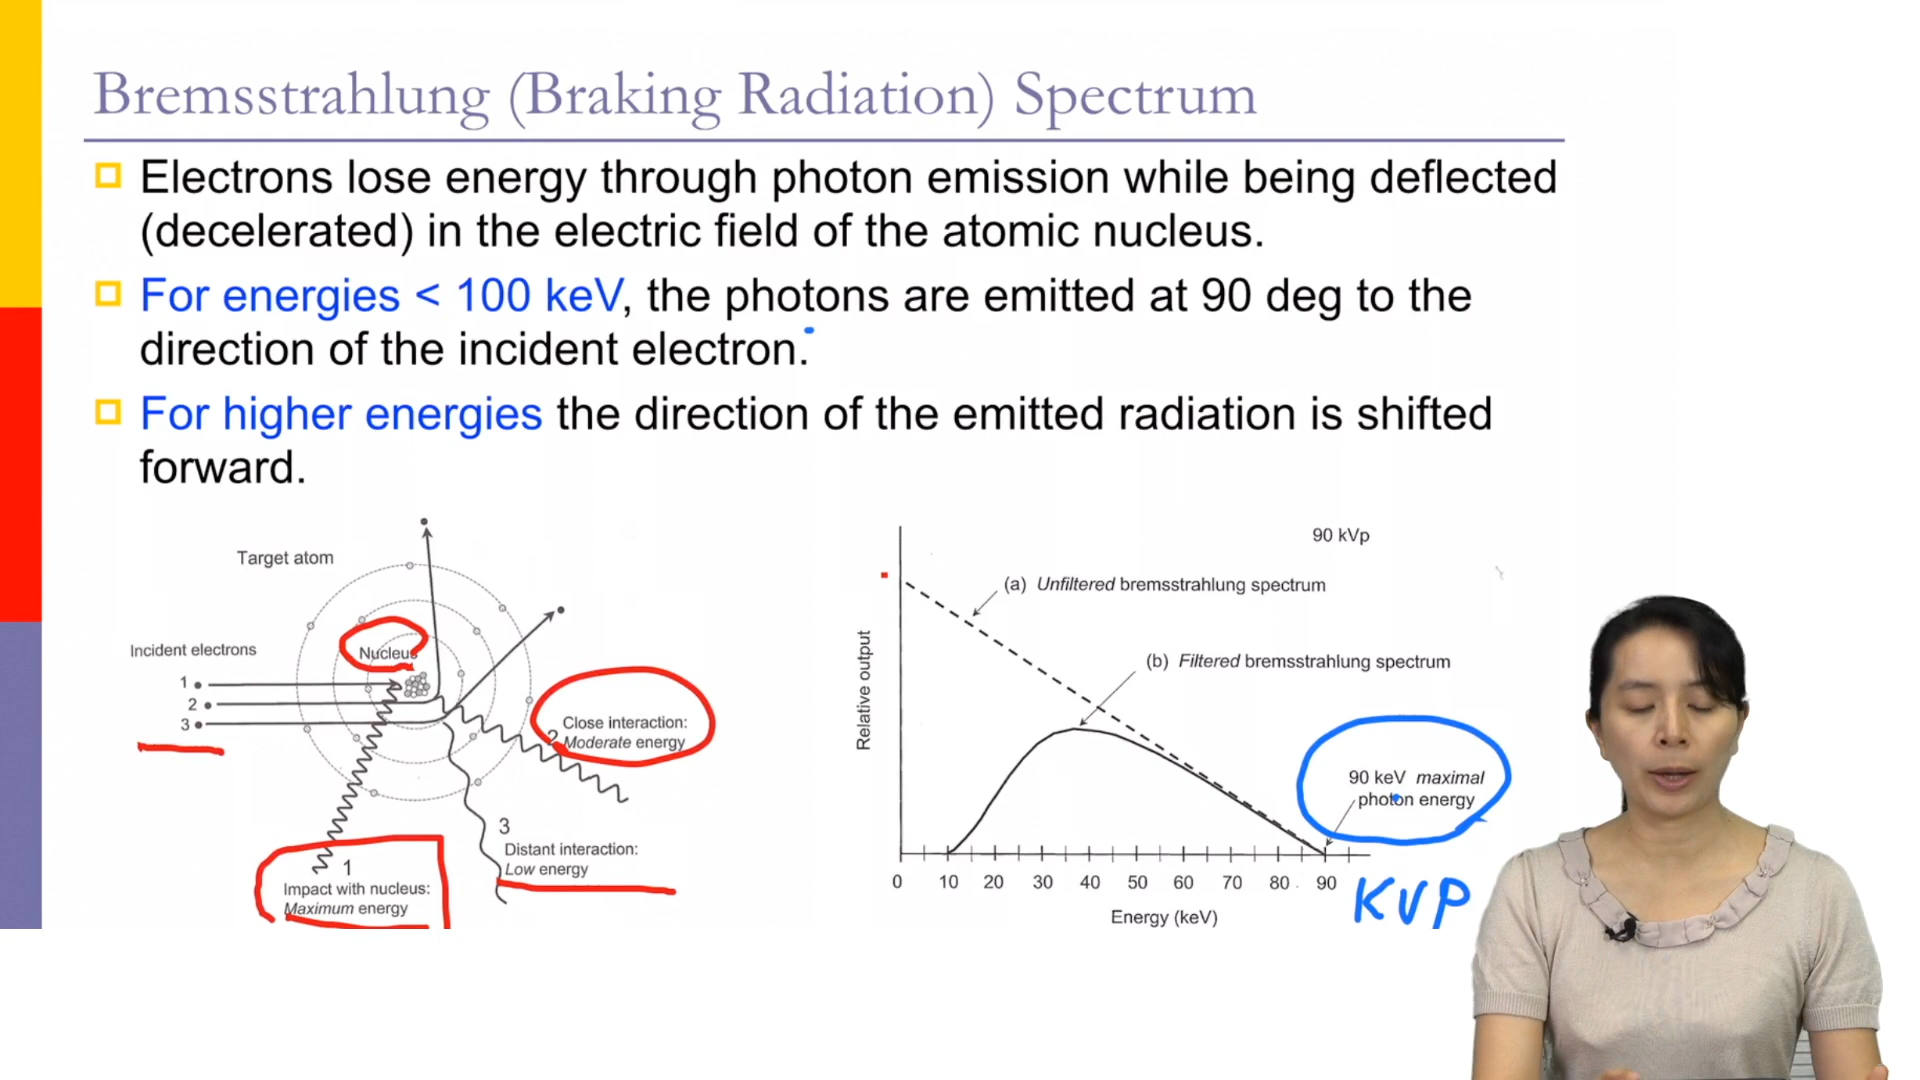 Bremsstrahlung (Braking Radiation) Spectrum
Electrons lose energy through photon emission while being deflected
(decelerated) in the electric field of the atomic nucleus.
For energies < 100 keV, the photons are emitted at 90 deg to the
direction of the incident electron.
For higher energies the direction of the emitted radiation is shifted
forward.
Target atom
Incident electrons
Nucleus
1
2
3
Close interaction:
2 Moderate energy
3
Distant interaction:
Low energy
1
Impact with nucleus:
Maximum energy
90 kVp
(a) Unfiltered bremsstrahlung spectrum
(b) Filtered bremsstrahlung spectrum
Relative output
90 keV maximal
photon energy
0 10 20 30 40 50 60 70 80 90
KVP
Energy (keV)